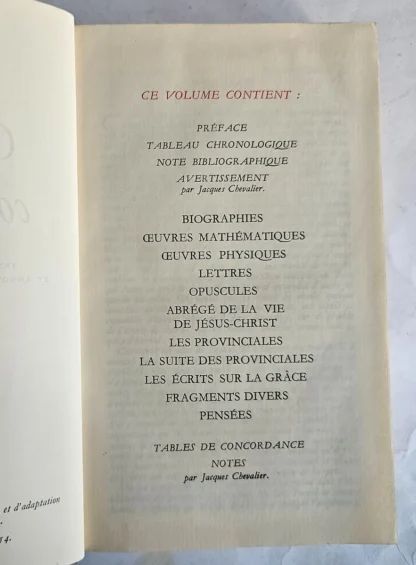 CE VOLUME CONTIENT :
PRÉFACE
TABLEAU CHRONOLOGIQUE
NOTE BIBLIOGRAPHIQUE
AVERTISSEMENT
par Jacques Chevalier.
BIOGRAPHIES
ŒUVRES MATHÉMATIQUES
ŒUVRES PHYSIQUES
LETTRES
OPUSCULES
ABRÉGÉ DE LA VIE
DE JÉSUS-CHRIST
LES PROVINCIALES
LA SUITE DES PROVINCIALES
LES ÉCRITS SUR LA GRÂCE
FRAGMENTS DIVERS
PENSÉES
TABLES DE CONCORDANCE
NOTES
par Jacques Chevalier.
et d'adaptation